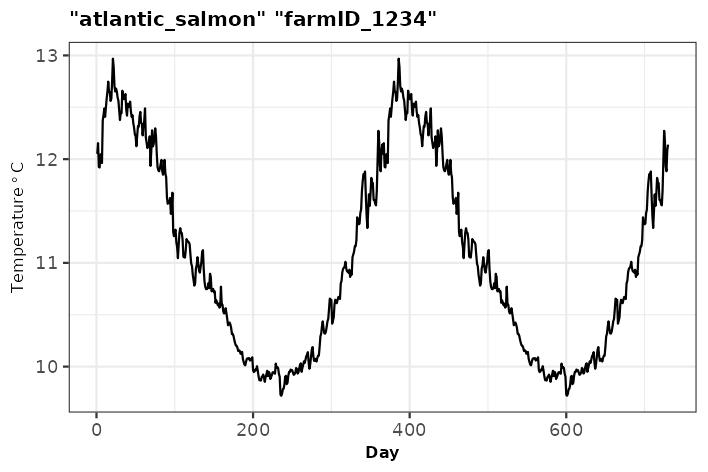 "atlantic_salmon" "farmID_1234"
Temperature ° C
13
12
11
10
0 200 400 600
Day